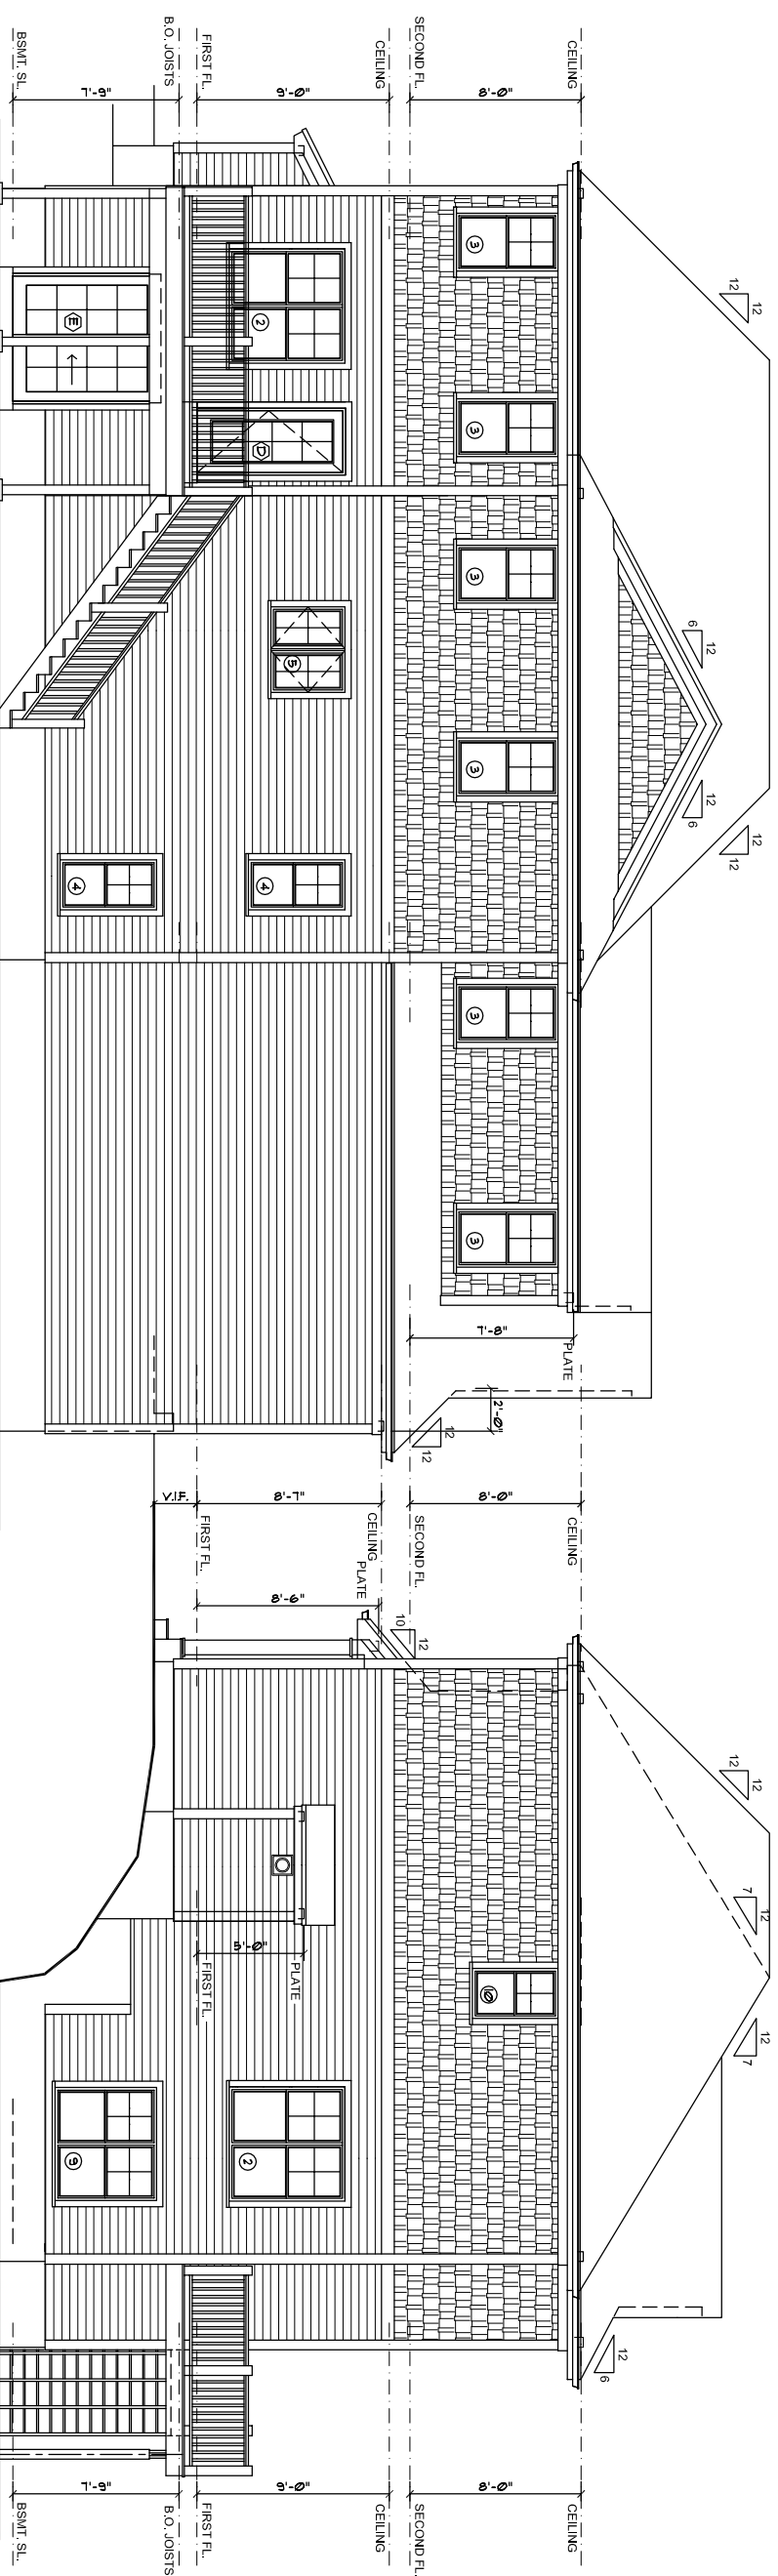 CEILING
8'-0"
SECOND FL.
CEILING
9'-0"
FIRST FL.
B.O. JOISTS
7'-9"
BSMT. SL.
12
12
6
12
12
6
12
12
3
3
3
3
3
3
2
D
5
4
4
E
7'-8"
PLATE
2'-0"
12
12
CEILING
8'-0"
SECOND FL.
CEILING
8'-7"
FIRST FL.
V.I.F.
PLATE
8'-6"
10
12
12
12
7
12
12
7
12
6
10
2
9
PLATE
5'-0"
FIRST FL.
CEILING
8'-0"
SECOND FL.
CEILING
9'-0"
FIRST FL.
B.O. JOISTS
7'-9"
BSMT. SL.